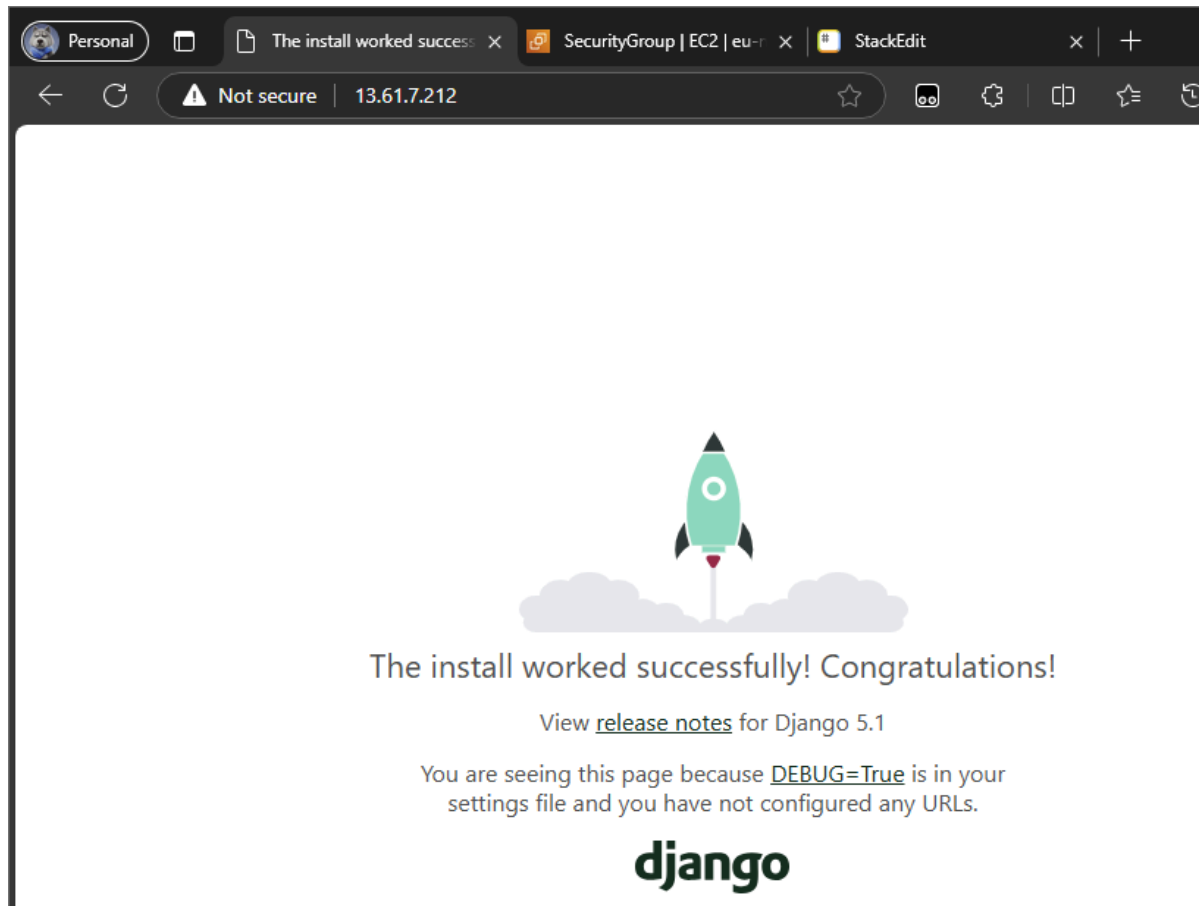 Personal
The install worked success
SecurityGroup | EC2 | eu-r
StackEdit
Not secure
13.61.7.212
The install worked successfully! Congratulations!
View release notes for Django 5.1
You are seeing this page because DEBUG=True is in your
settings file and you have not configured any URLs.
django